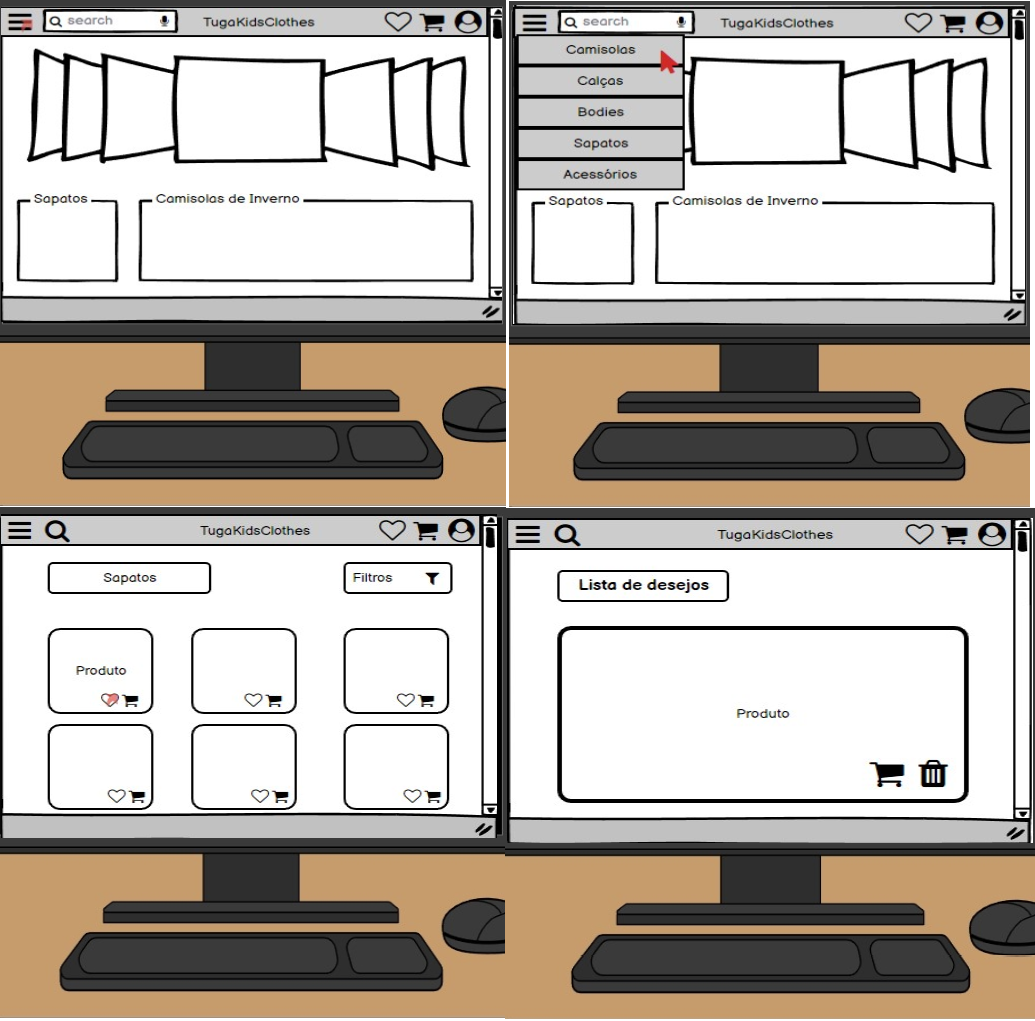 search
TugaKidsClothes
Sapatos
Camisolas de Inverno
search
TugaKidsClothes
Camisolas
Calças
Bodies
Sapatos
Acessórios
Sapatos
Camisolas de Inverno
TugaKidsClothes
Sapatos
Filtros
Produto
TugaKidsClothes
Lista de desejos
Produto